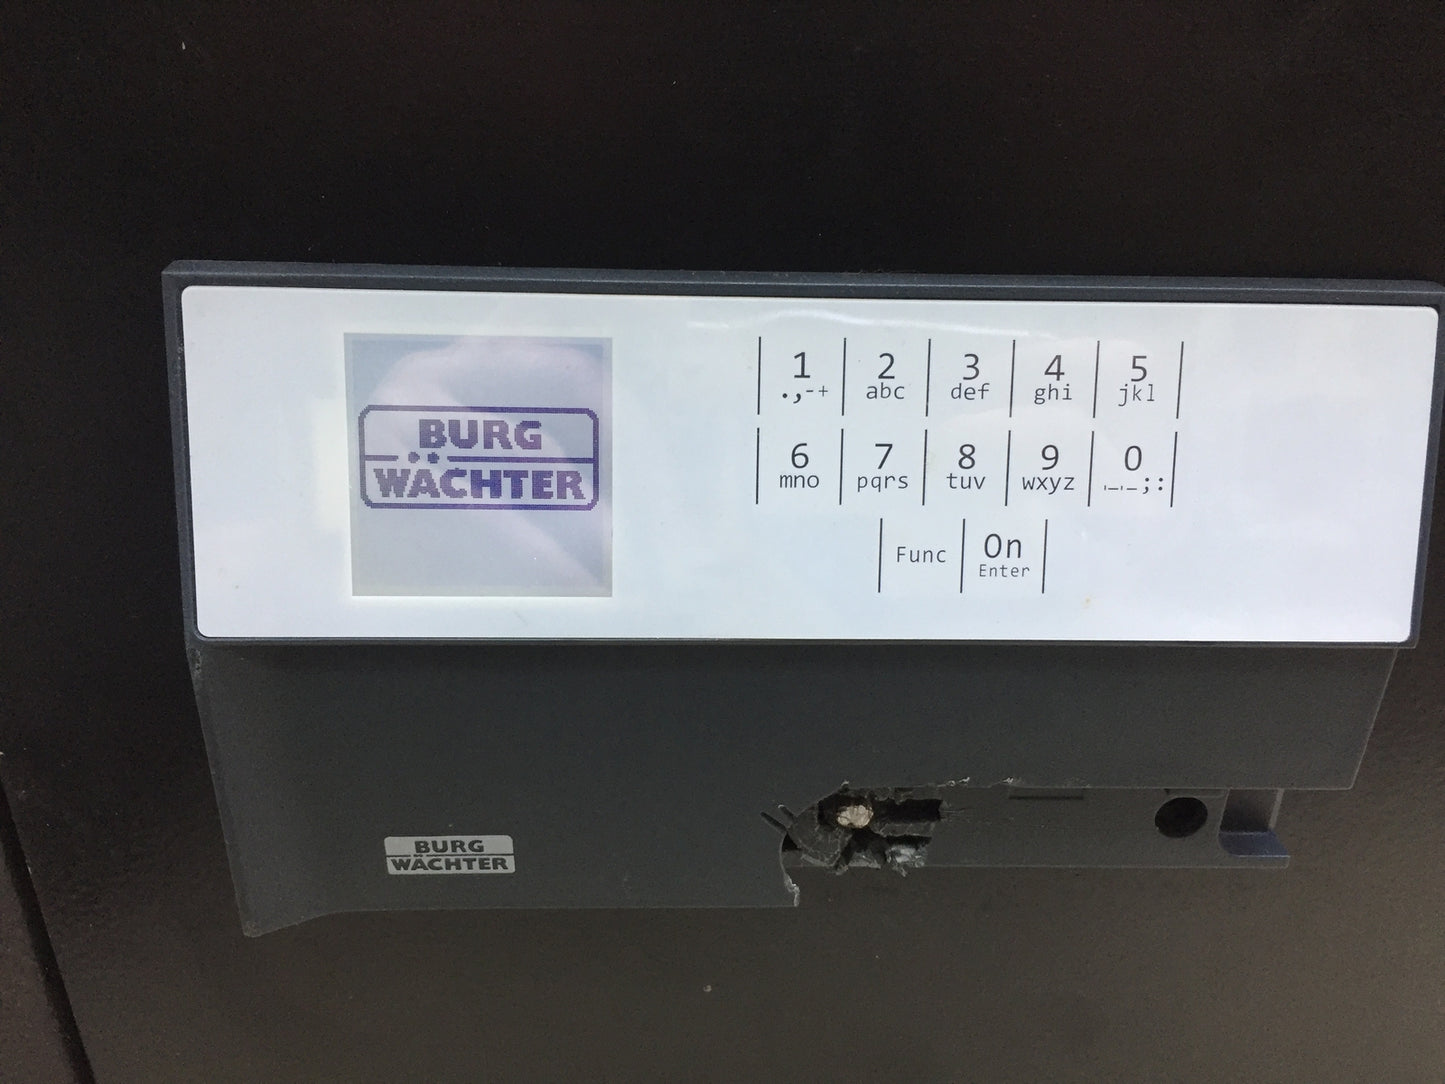 BURG
WÄCHTER
1 2 3 4 5
.,-+ abc def ghi jkl
6 7 8 9 0
mno pqrs tuv wxyz ;:
Func On
Enter
BURG
WÄCHTER